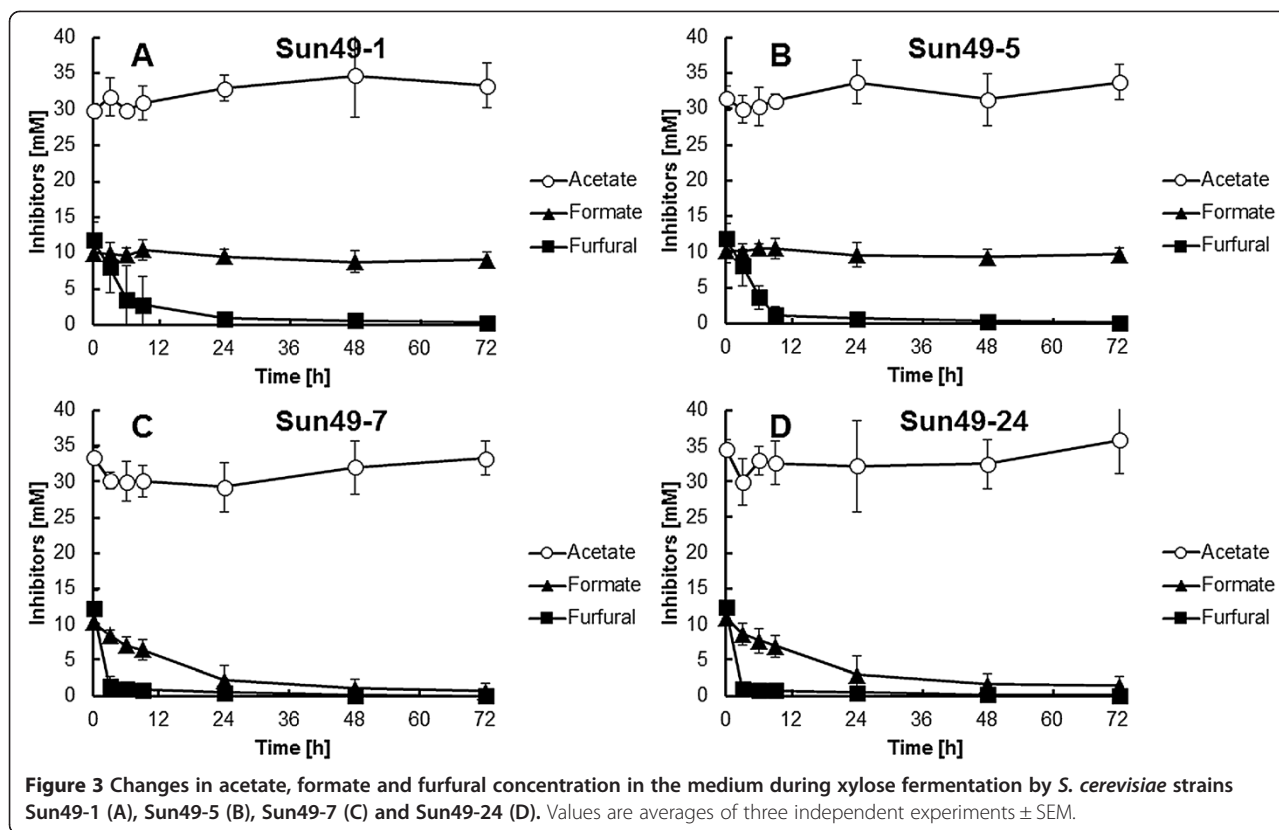 A
Sun49-1
Inhibitors [mM]
40
35
30
25
20
15
10
5
0
0 12 24 36 48 60 72
Time [h]
Acetate
Formate
Furfural
B
Sun49-5
Inhibitors [mM]
40
35
30
25
20
15
10
5
0
0 12 24 36 48 60 72
Time [h]
Acetate
Formate
Furfural
C
Sun49-7
Inhibitors [mM]
40
35
30
25
20
15
10
5
0
0 12 24 36 48 60 72
Time [h]
Acetate
Formate
Furfural
D
Sun49-24
Inhibitors [mM]
40
35
30
25
20
15
10
5
0
0 12 24 36 48 60 72
Time [h]
Acetate
Formate
Furfural
Figure 3 Changes in acetate, formate and furfural concentration in the medium during xylose fermentation by S. cerevisiae strains
Sun49-1 (A), Sun49-5 (B), Sun49-7 (C) and Sun49-24 (D). Values are averages of three independent experiments ± SEM.